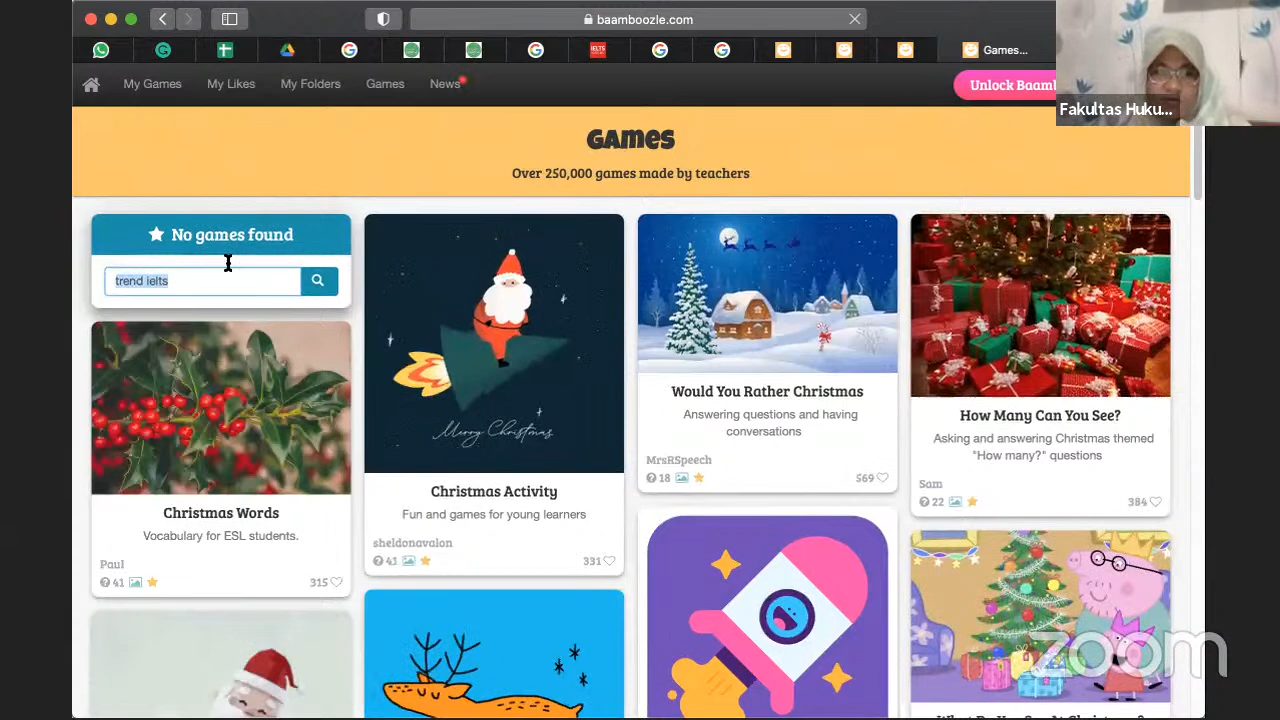 baamboozle.com
IELTS
Games...
My Games
My Likes
My Folders
Games
News
Unlock Baam
Fakultas Huku...
Games
Over 250,000 games made by teachers
No games found
trend ielts
Christmas Words
Vocabulary for ESL students.
Paul
41
315
Merry Christmas
Christmas Activity
Fun and games for young learners
sheldonavalon
41
331
Would You Rather Christmas
Answering questions and having
conversations
MrsRSpeech
18
569
How Many Can You See?
Asking and answering Christmas themed
"How many?" questions
Sam
22
384
zoom